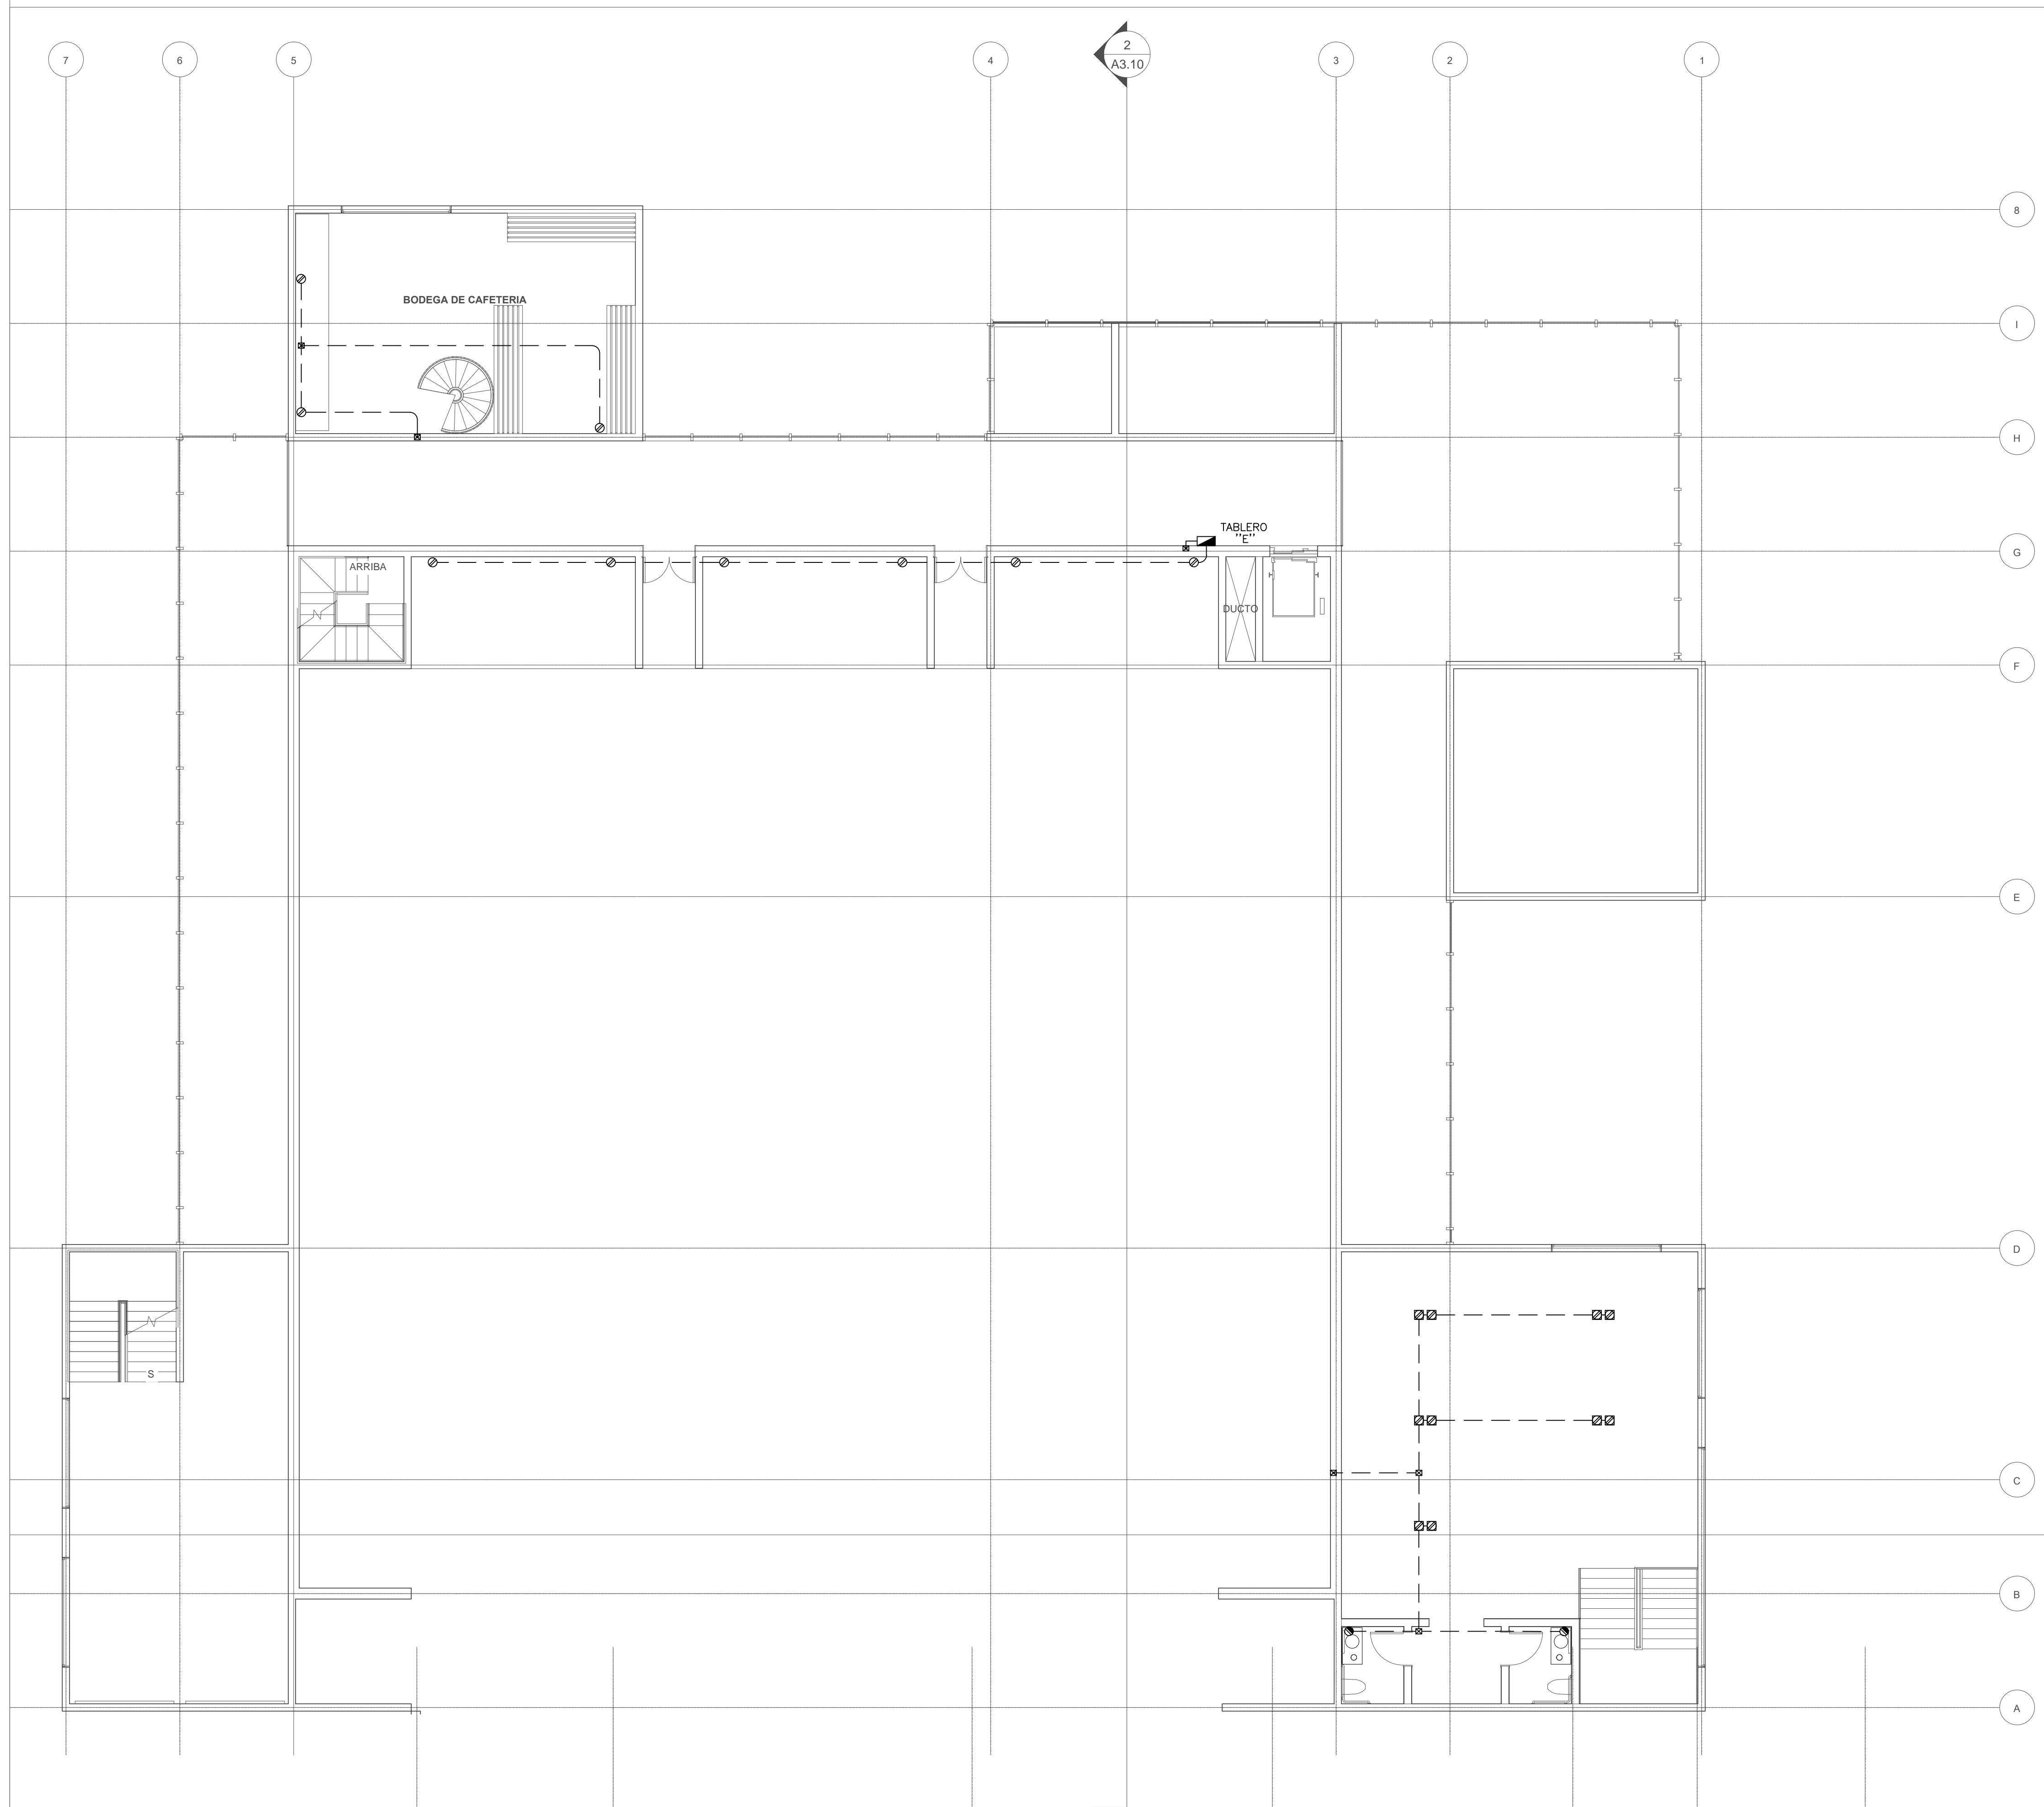 2
A3.10
7
6
5
4
3
2
1
8
BODEGA DE CAFETERIA
I
H
TABLERO
''E''
G
ARRIBA
DUCTO
F
E
D
S
C
B
A